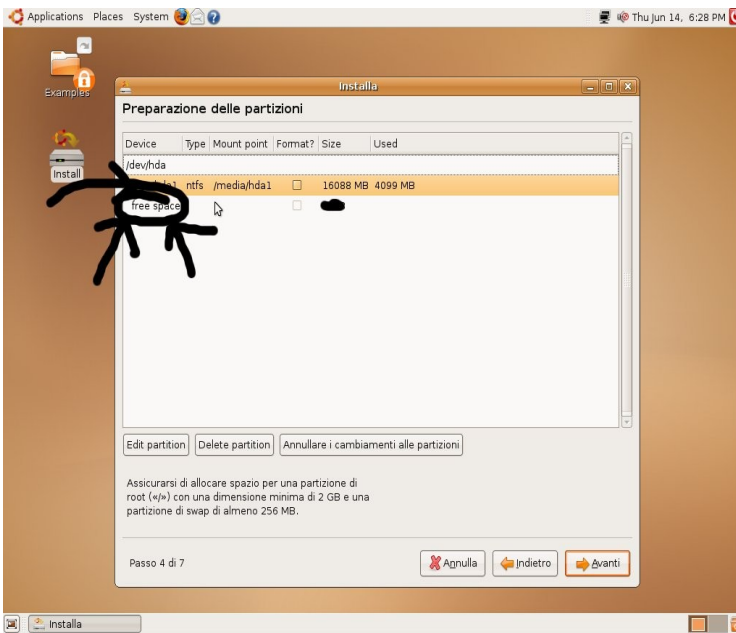 Applications Places System Thu Jun 14, 6:28 PM
Examples
Install
Installa
Preparazione delle partizioni
Device Type Mount point Format? Size Used
/dev/hda
ntfs /media/hda1 16088 MB 4099 MB
free space
Edit partition Delete partition Annullare i cambiamenti alle partizioni
Assicurarsi di allocare spazio per una partizione di
root («/») con una dimensione minima di 2 GB e una
partizione di swap di almeno 256 MB.
Passo 4 di 7 Annulla Indietro Avanti
Installa